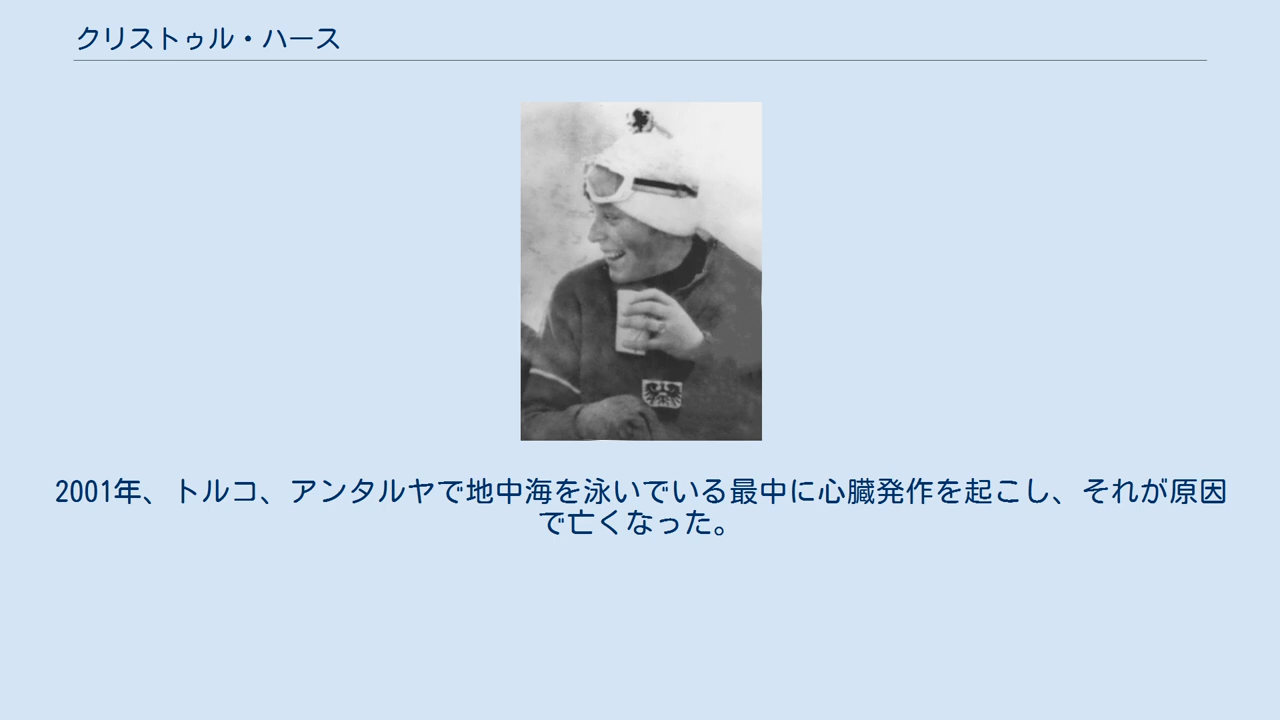 クリストゥル・ハース
2001年、トルコ、アンタルヤで地中海を泳いでいる最中に心臓発作を起こし、それが原因
で亡くなった。